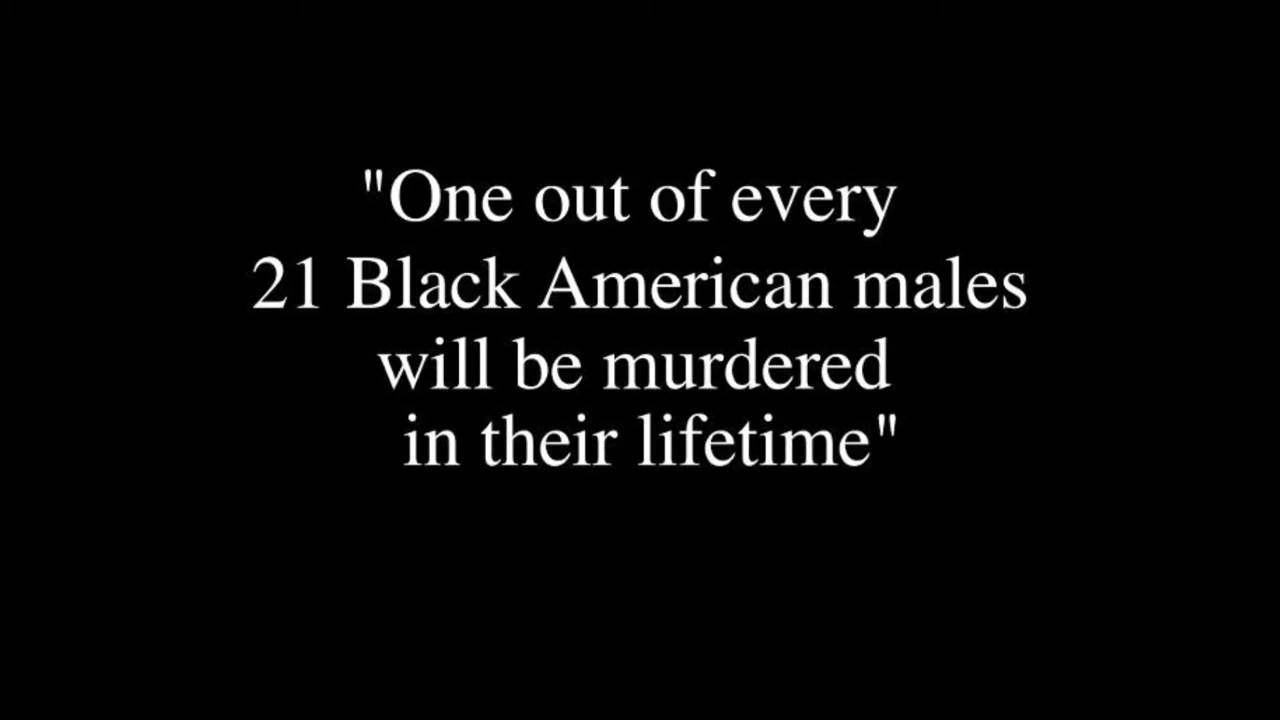 "One out of every
21 Black American males
will be murdered
in their lifetime"